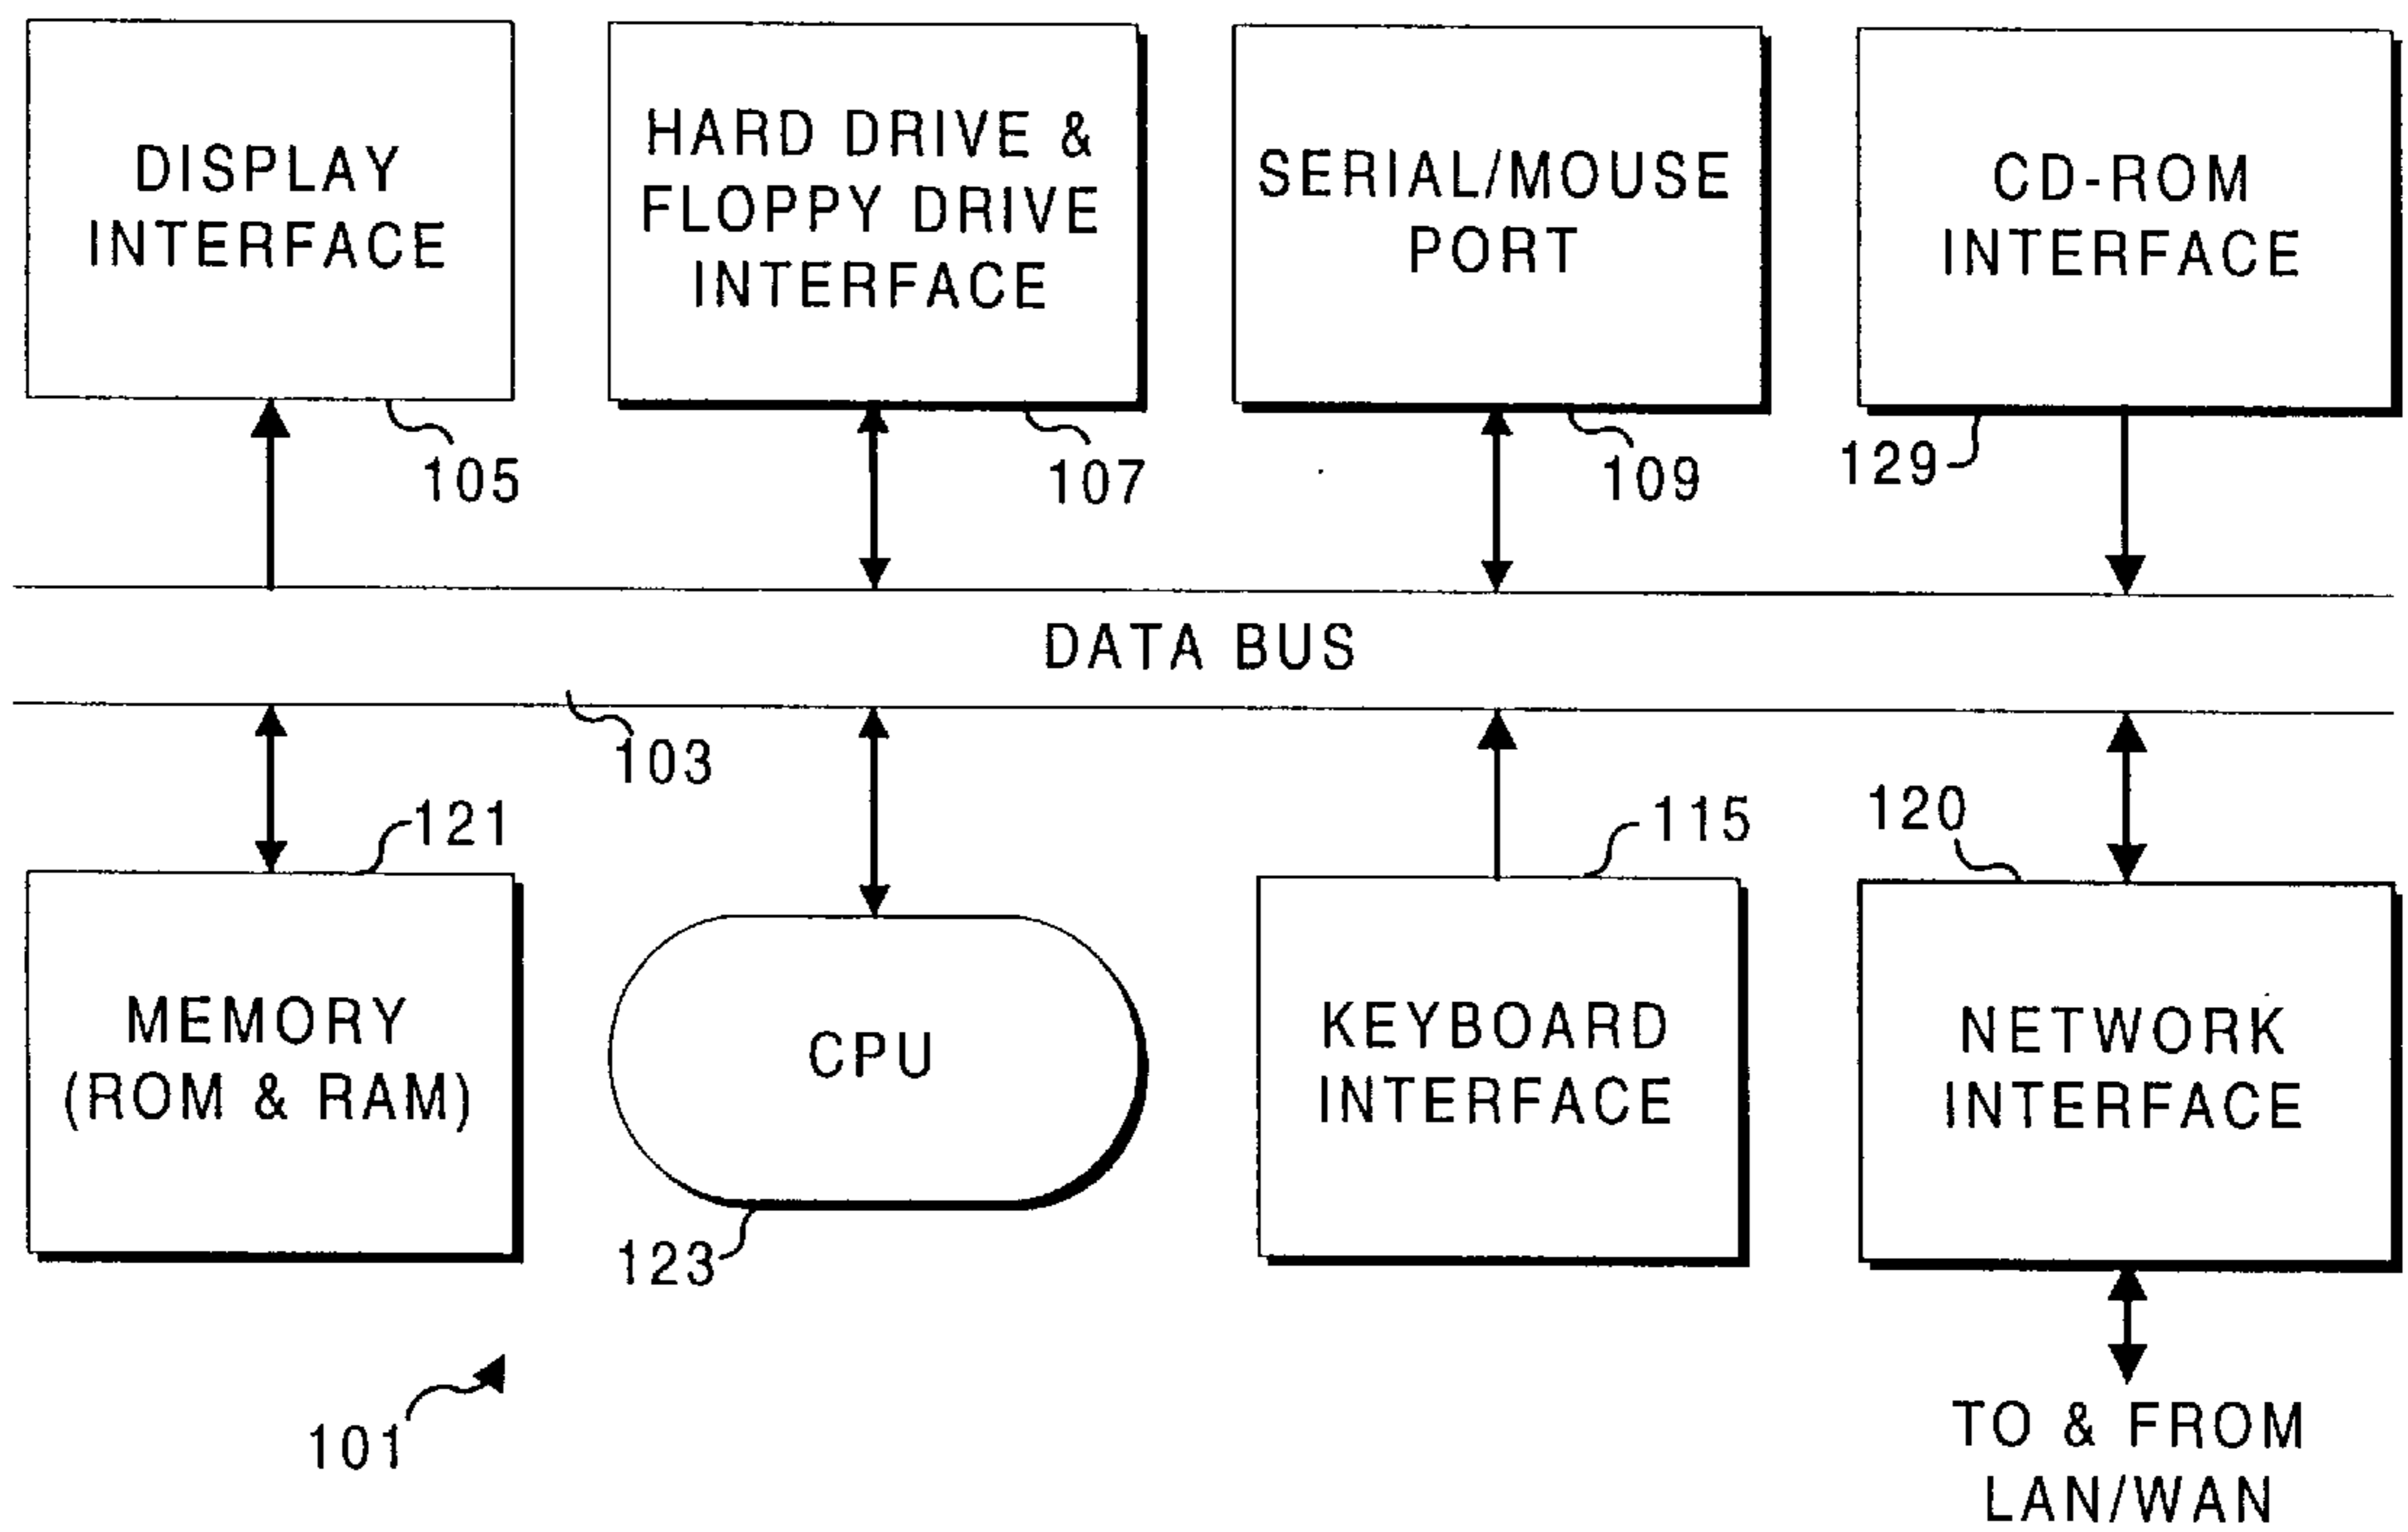 DISPLAY
INTERFACE
105
HARD DRIVE &
FLOPPY DRIVE
INTERFACE
107
SERIAL/MOUSE
PORT
109
CD-ROM
INTERFACE
129
DATA BUS
103
121
MEMORY
(ROM & RAM)
CPU
123
115
KEYBOARD
INTERFACE
120
NETWORK
INTERFACE
101
TO & FROM
LAN/WAN